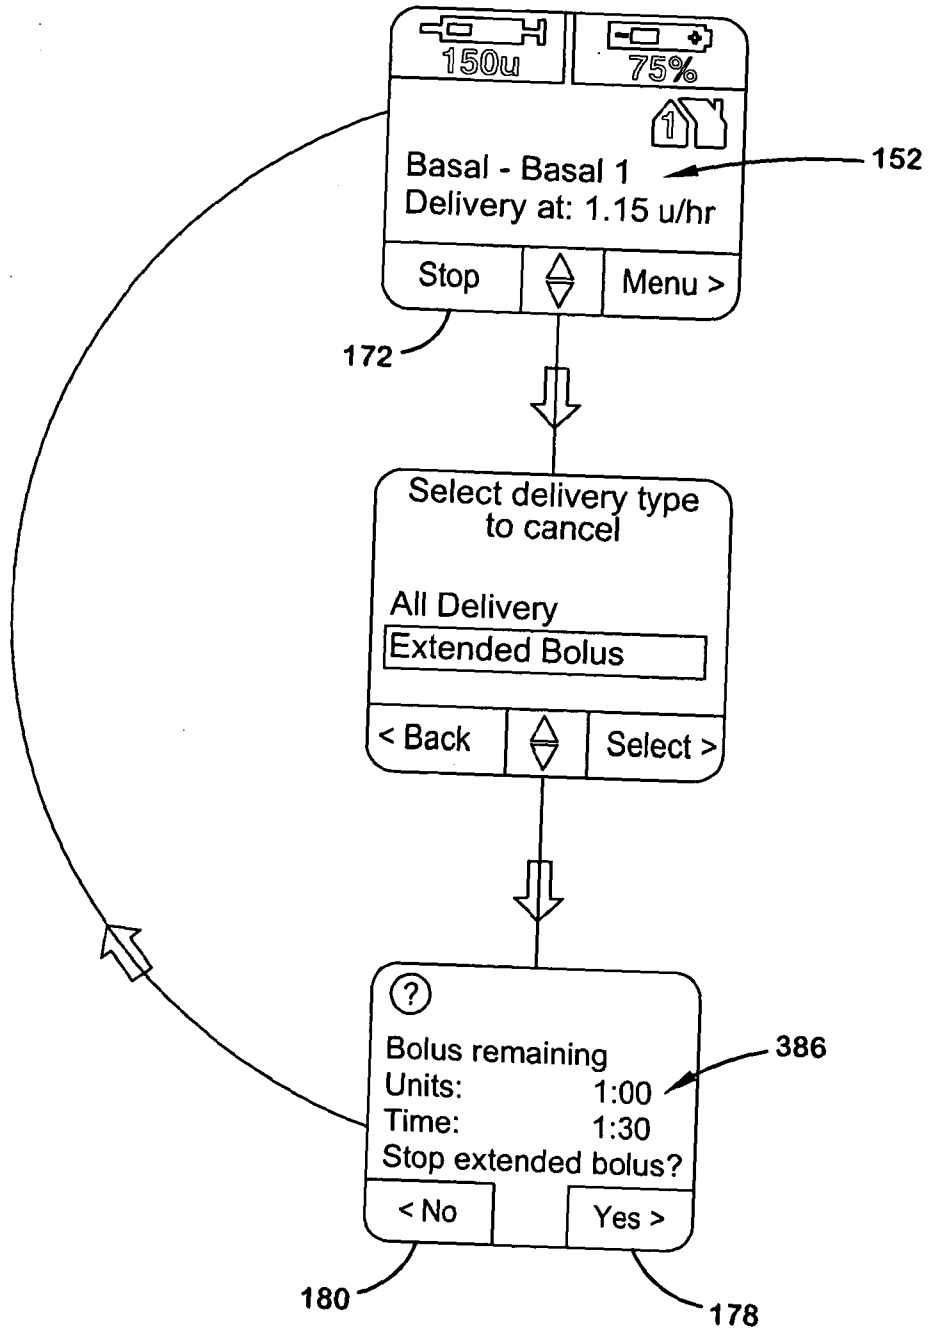 150u
75%
1
Basal - Basal 1
Delivery at: 1.15 u/hr
Stop
Menu >
152
172
Select delivery type
to cancel
All Delivery
Extended Bolus
< Back
Select >
?
Bolus remaining
Units: 1:00
Time: 1:30
Stop extended bolus?
< No
Yes >
386
180
178